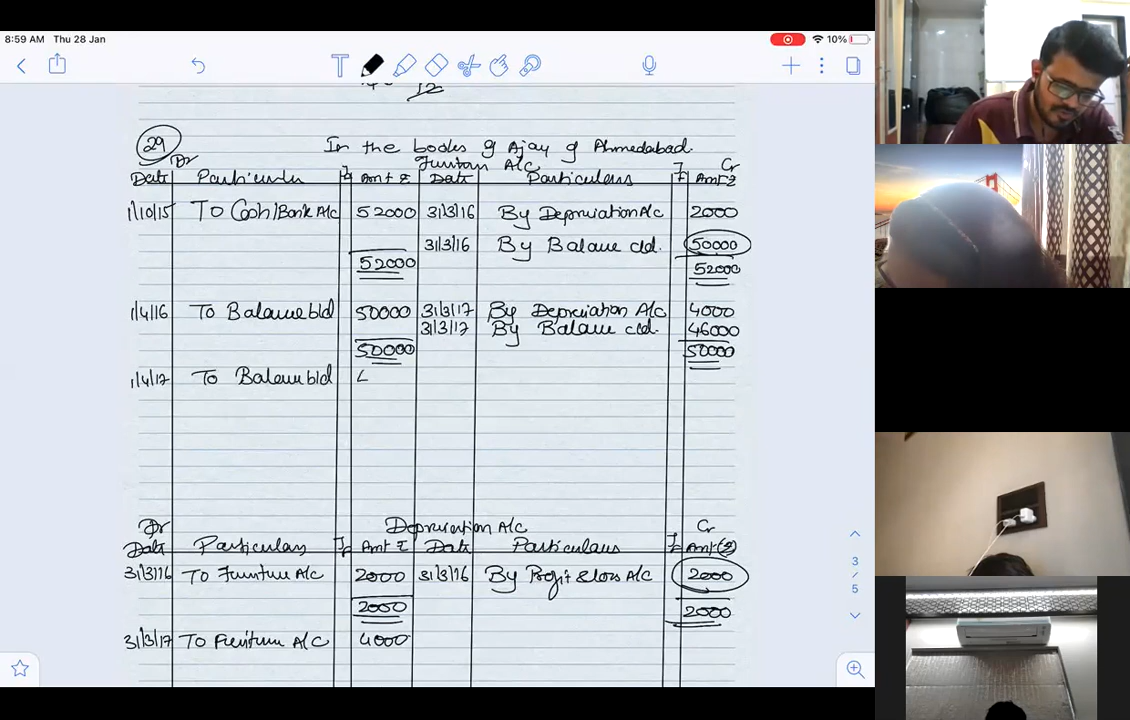 8:59 AM Thu 28 Jan
10%
T
12
29 In the books of Ajay of Ahmedabad.
Dr Furniture A/c Cr
Date Particulars Amt ₹ Date Particulars Amt ₹
1/10/15 To Cash/Bank A/c 52000 31/3/16 By Depreciation A/c 2000
31/3/16 By Balance c/d. 50000
52000 52000
1/4/16 To Balance b/d 50000 31/3/17 By Depreciation A/c 4000
31/3/17 By Balance c/d. 46000
50000 50000
1/4/17 To Balance b/d
Dr Depreciation A/c Cr
Date Particulars Amt ₹ Date Particulars Amt (₹)
31/3/16 To Furniture A/c 2000 31/3/16 By Profit & Loss A/c 2000
2000 2000
31/3/17 To Furniture A/c 4000
3
/
5